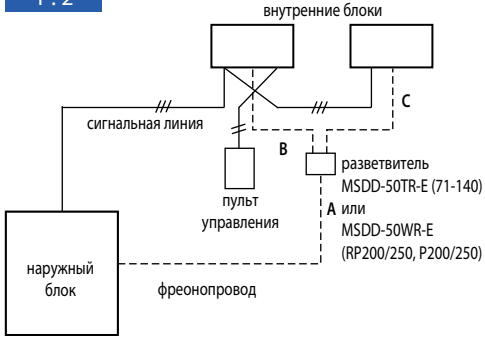 1 : 2
внутренние блоки
C
сигнальная линия
B
разветвитель
MSDD-50TR-E (71-140)
A или
MSDD-50WR-E
(RP200/250, P200/250)
пульт
управления
наружный
блок
фреонопровод